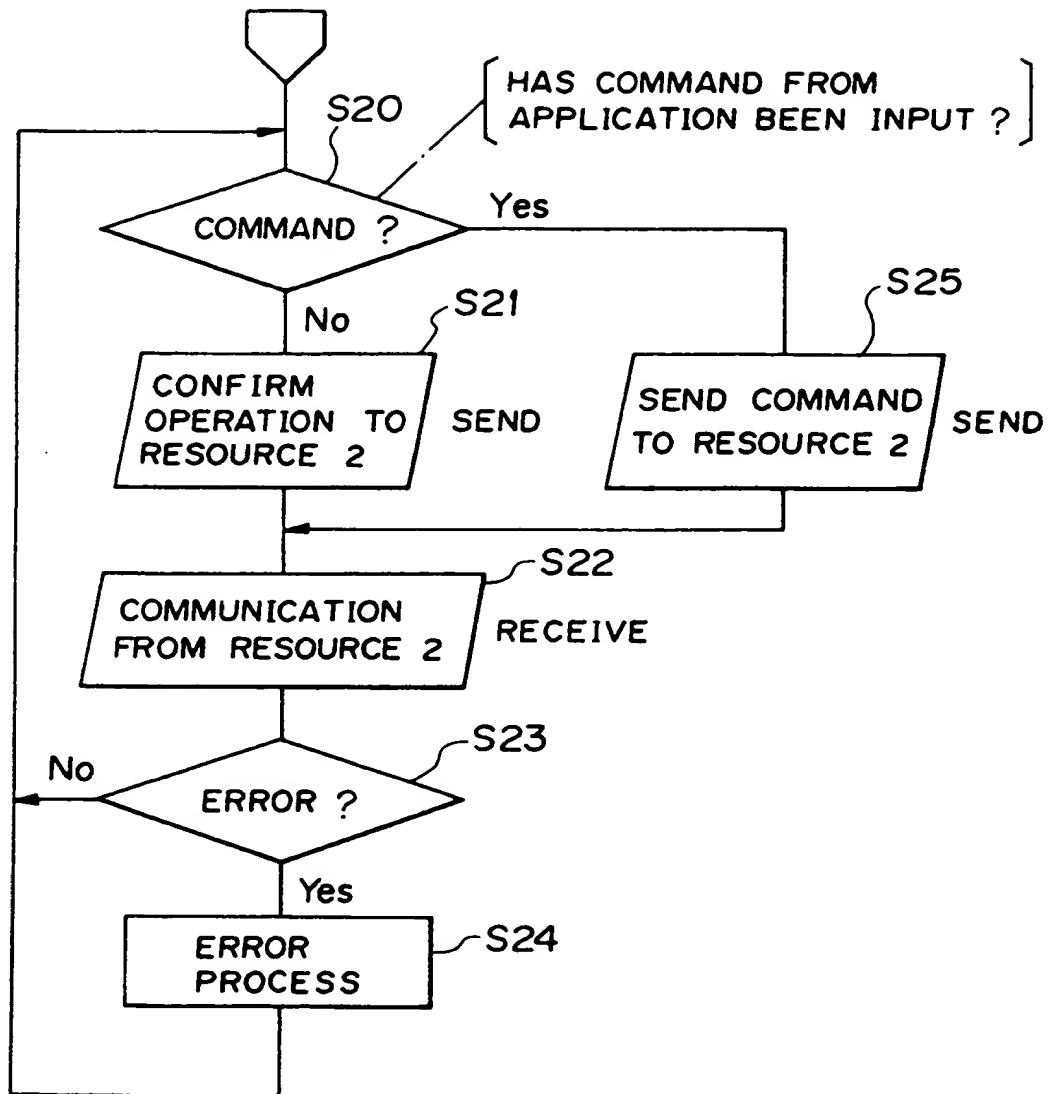 S20
HAS COMMAND FROM
APPLICATION BEEN INPUT ?
COMMAND ?
Yes
No
S21
S25
CONFIRM
OPERATION TO
RESOURCE 2
SEND
SEND COMMAND
TO RESOURCE 2
SEND
S22
COMMUNICATION
FROM RESOURCE 2
RECEIVE
S23
No
ERROR ?
Yes
S24
ERROR
PROCESS